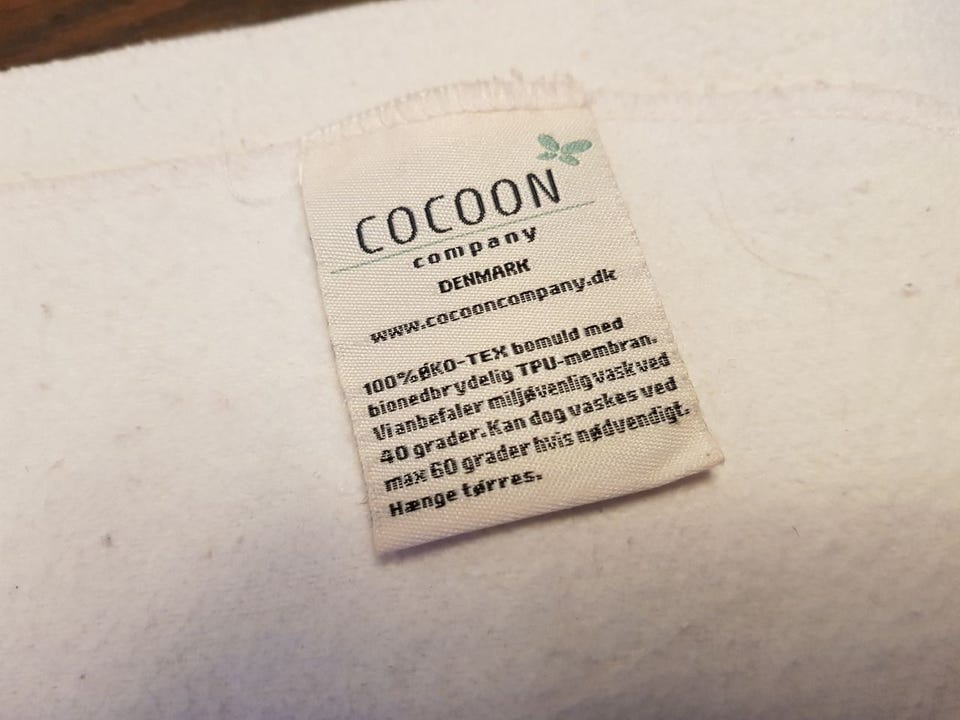 COCOON
company
DENMARK
www.cocooncompany.dk
100%ØKO-TEX bomuld med
bionedbrydelig TPU-membran.
Vi anbefaler miljøvenlig vask ved
40 grader. Kan dog vaskes ved
max 60 grader hvis nødvendigt.
Hænge tørres.